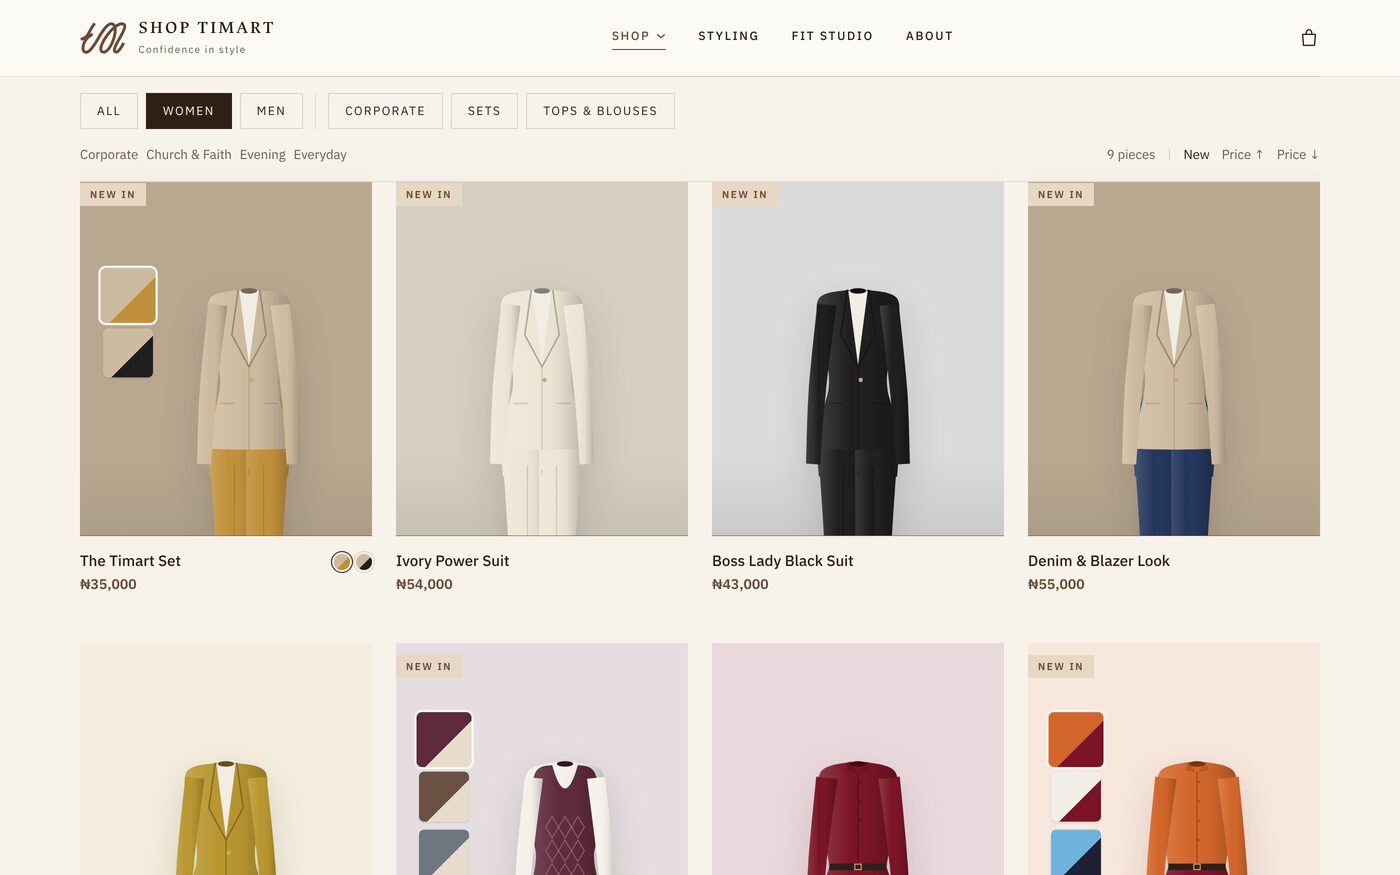 SHOP TIMART
Confidence in style
SHOP STYLING FIT STUDIO ABOUT
ALL WOMEN MEN CORPORATE SETS TOPS & BLOUSES
Corporate Church & Faith Evening Everyday 9 pieces New Price ↑ Price ↓
NEW IN NEW IN NEW IN NEW IN
The Timart Set Ivory Power Suit Boss Lady Black Suit Denim & Blazer Look
₦35,000 ₦54,000 ₦43,000 ₦55,000
NEW IN NEW IN